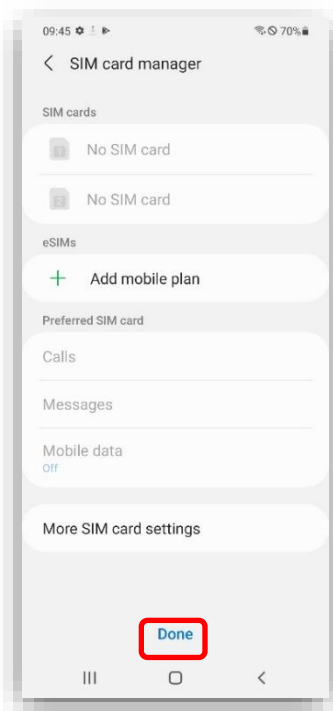 09:45 70%
< SIM card manager
SIM cards
No SIM card
No SIM card
eSIMs
+ Add mobile plan
Preferred SIM card
Calls
Messages
Mobile data
Off
More SIM card settings
Done